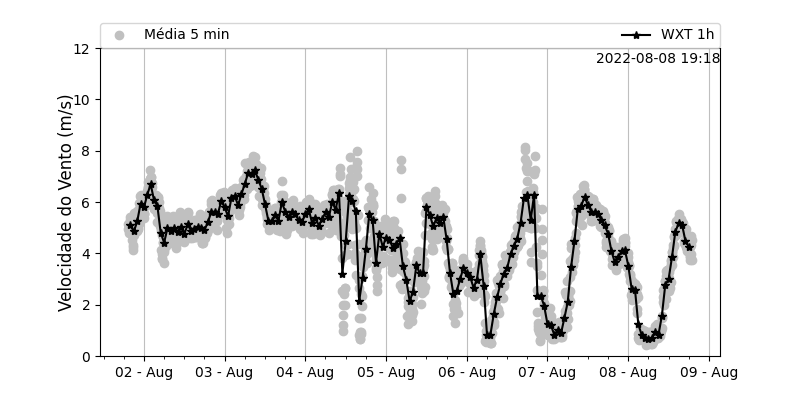 Média 5 min
WXT 1h
2022-08-08 19:18
Velocidade do Vento (m/s)
12
10
8
6
4
2
0
02 - Aug 03 - Aug 04 - Aug 05 - Aug 06 - Aug 07 - Aug 08 - Aug 09 - Aug